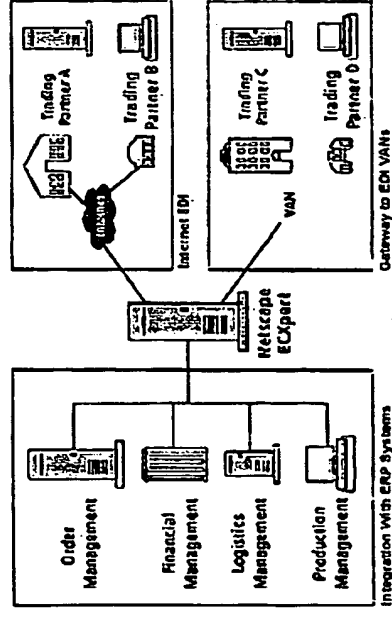 Order
Management
Financial
Management
Logistics
Management
Production
Management
Integration With ERP Systems
Netscape
ECXpert
Internet
Trading
Partner A
Trading
Partner B
Internet EDI
VAN
Trading
Partner C
Trading
Partner D
Gateway to EDI VANs